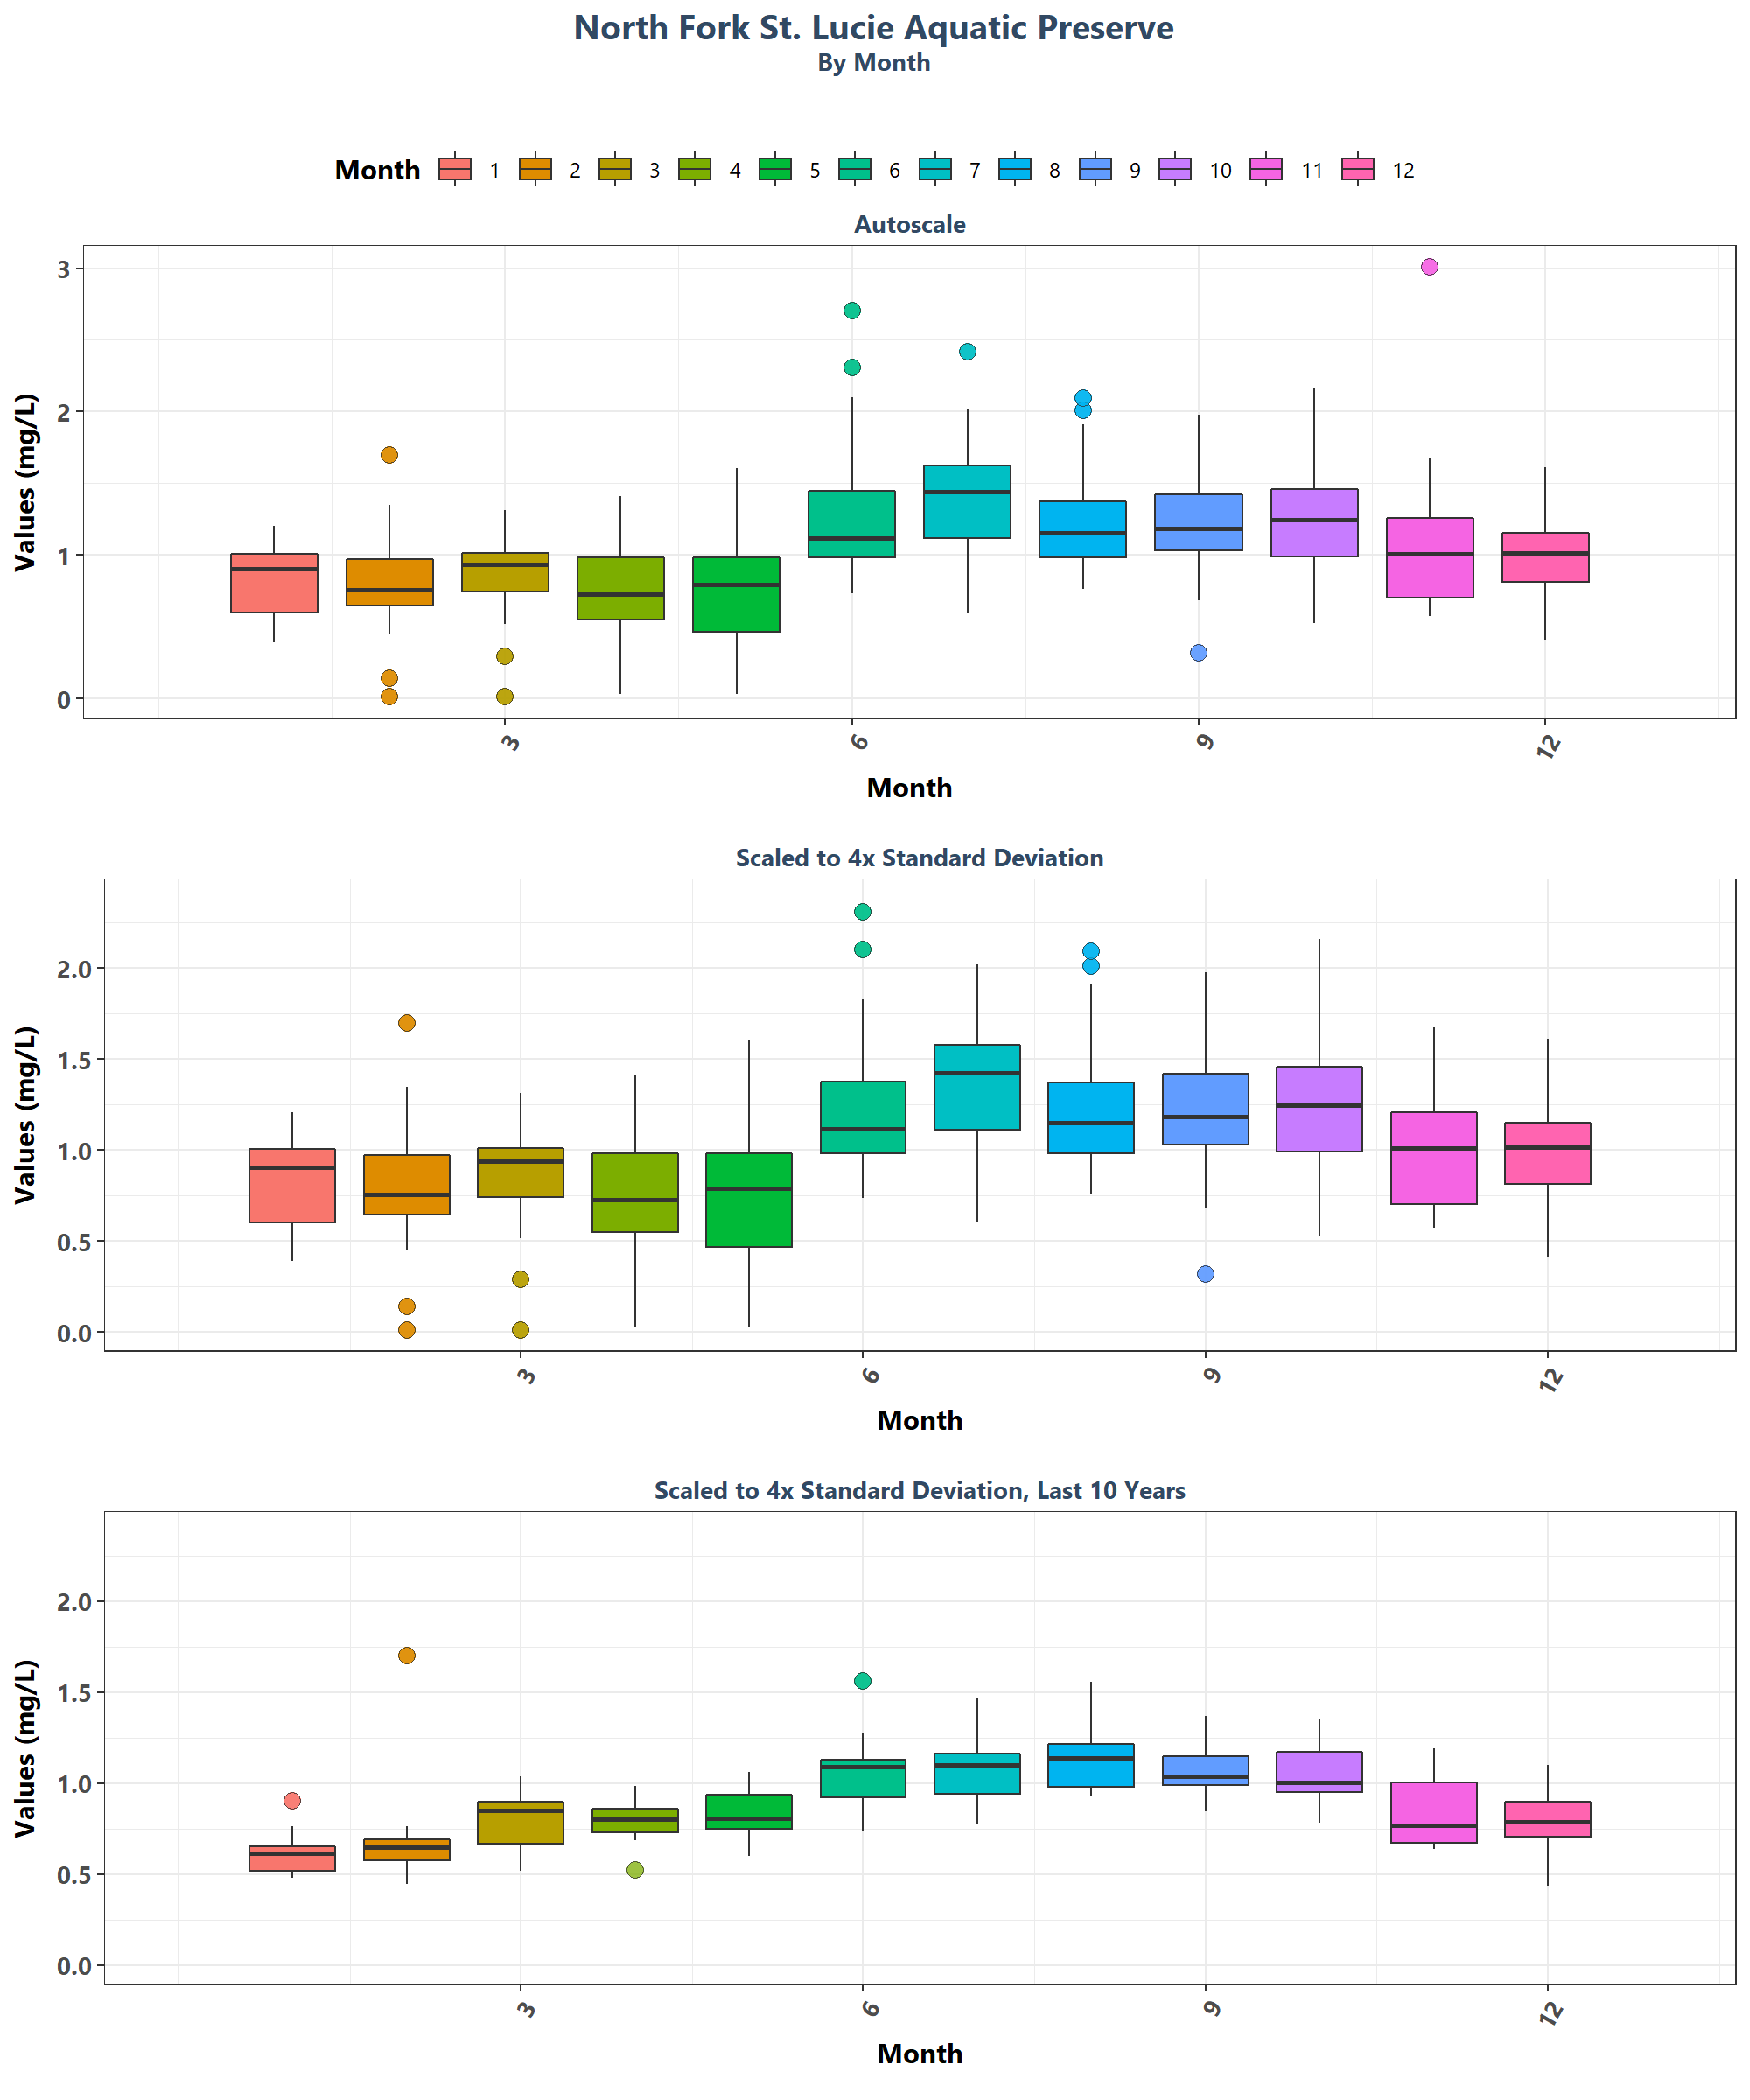 North Fork St. Lucie Aquatic Preserve
By Month
Month 1 2 3 4 5 6 7 8 9 10 11 12
Autoscale
Values (mg/L)
3
2
1
0
3 6 9 12
Month
Scaled to 4x Standard Deviation
Values (mg/L)
2.0
1.5
1.0
0.5
0.0
3 6 9 12
Month
Scaled to 4x Standard Deviation, Last 10 Years
Values (mg/L)
2.0
1.5
1.0
0.5
0.0
3 6 9 12
Month